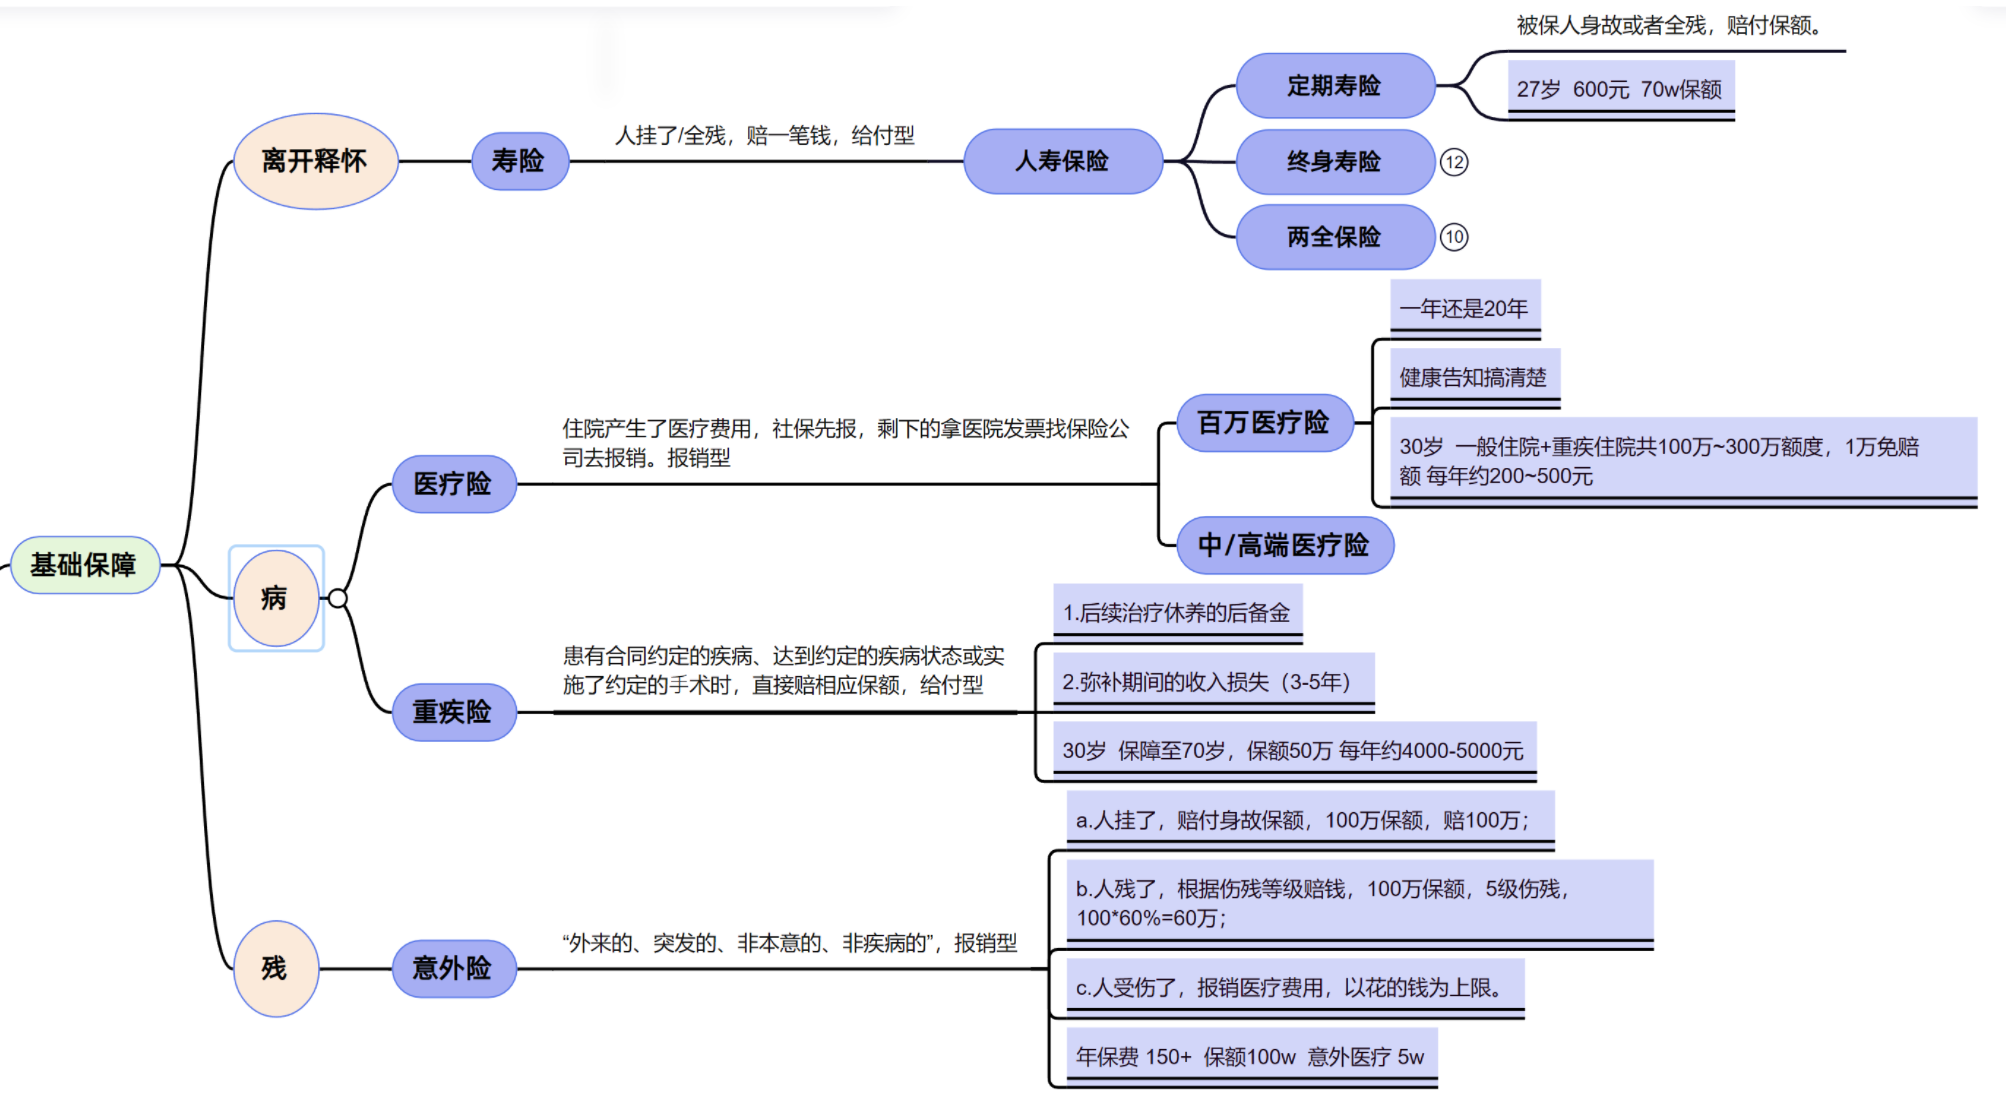 基础保障
离开释怀
寿险
人挂了/全残，赔一笔钱，给付型
人寿保险
定期寿险
被保人身故或者全残，赔付保额。
27岁 600元 70w保额
终身寿险
12
两全保险
10
病
医疗险
住院产生了医疗费用，社保先报，剩下的拿医院发票找保险公
司去报销。报销型
百万医疗险
一年还是20年
健康告知搞清楚
30岁 一般住院+重疾住院共100万~300万额度，1万免赔
额 每年约200~500元
中/高端医疗险
重疾险
患有合同约定的疾病、达到约定的疾病状态或实
施了约定的手术时，直接赔相应保额，给付型
1.后续治疗休养的后备金
2.弥补期间的收入损失（3-5年）
30岁 保障至70岁，保额50万 每年约4000-5000元
残
意外险
“外来的、突发的、非本意的、非疾病的”，报销型
a.人挂了，赔付身故保额，100万保额，赔100万；
b.人残了，根据伤残等级赔钱，100万保额，5级伤残，
100*60%=60万；
c.人受伤了，报销医疗费用，以花的钱为上限。
年保费 150+ 保额100w 意外医疗 5w